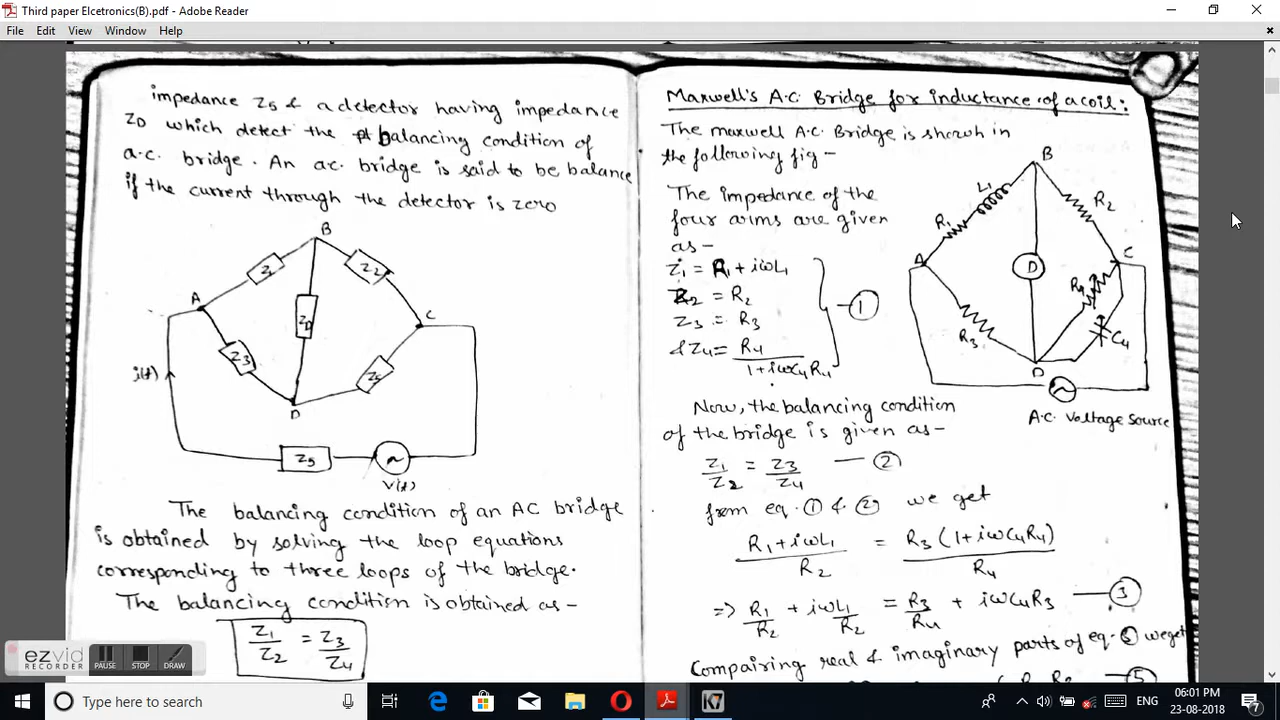 Third paper Elcetronics(B).pdf - Adobe Reader
File Edit View Window Help
impedance Z5 & a detector having impedance
ZD which detect the balancing condition of
a.c. bridge. An ac. bridge is said to be balance
if the current through the detector is zero
B
Z1
Z2
A
ZD
C
Z3
i(t)
D
Z5
~
V(t)
The balancing condition of an AC bridge
is obtained by solving the loop equations
corresponding to three loops of the bridge.
The balancing condition is obtained as-
Z1/Z2 = Z3/Z4
Maxwell's A.C. Bridge for inductance of a coil:
The maxwell A.C. Bridge is shown in
the following fig-
The impedance of the
four arms are given
as-
Z1 = R1 + iωL1
Z2 = R2
Z3 = R3
& Z4 = R4/1+iωC4R4
1
B
L1
R1
R2
A
D
C
R4
R3
C4
D
~
A.C. Voltage Source
Now, the balancing condition
of the bridge is given as-
Z1/Z2 = Z3/Z4 — 2
from eq. 1 & 2 we get
R1+iωL1/R2 = R3(1+iωC4R4)/R4
=> R1/R2 + iωL1/R2 = R3/R4 + iωC4R3 — 3
Compairing real & imaginary parts of eq. 3 we get
5
ezvid
RECORDER
PAUSE
STOP
DRAW
Type here to search
ENG
06:01 PM
23-08-2018
7